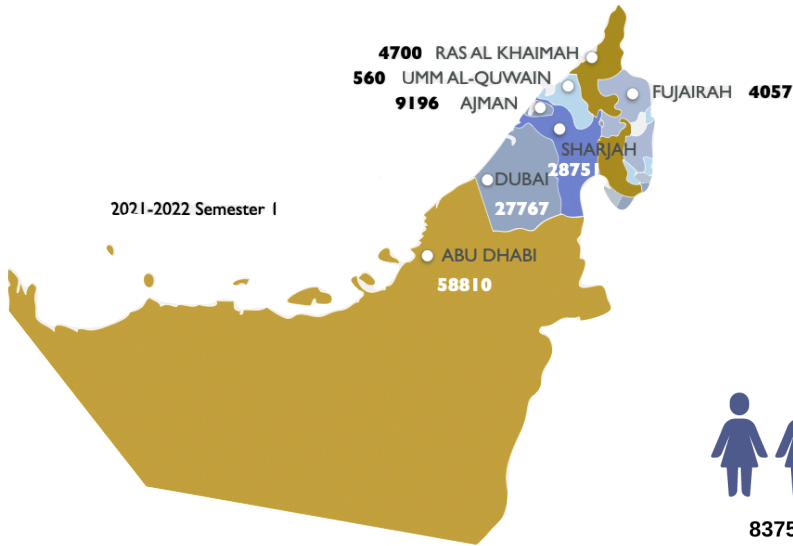 4700 RAS AL KHAIMAH
560 UMM AL-QUWAIN
FUJAIRAH 4057
9196 AJMAN
SHARJAH
28751
DUBAI
27767
2021-2022 Semester 1
ABU DHABI
58810
8375